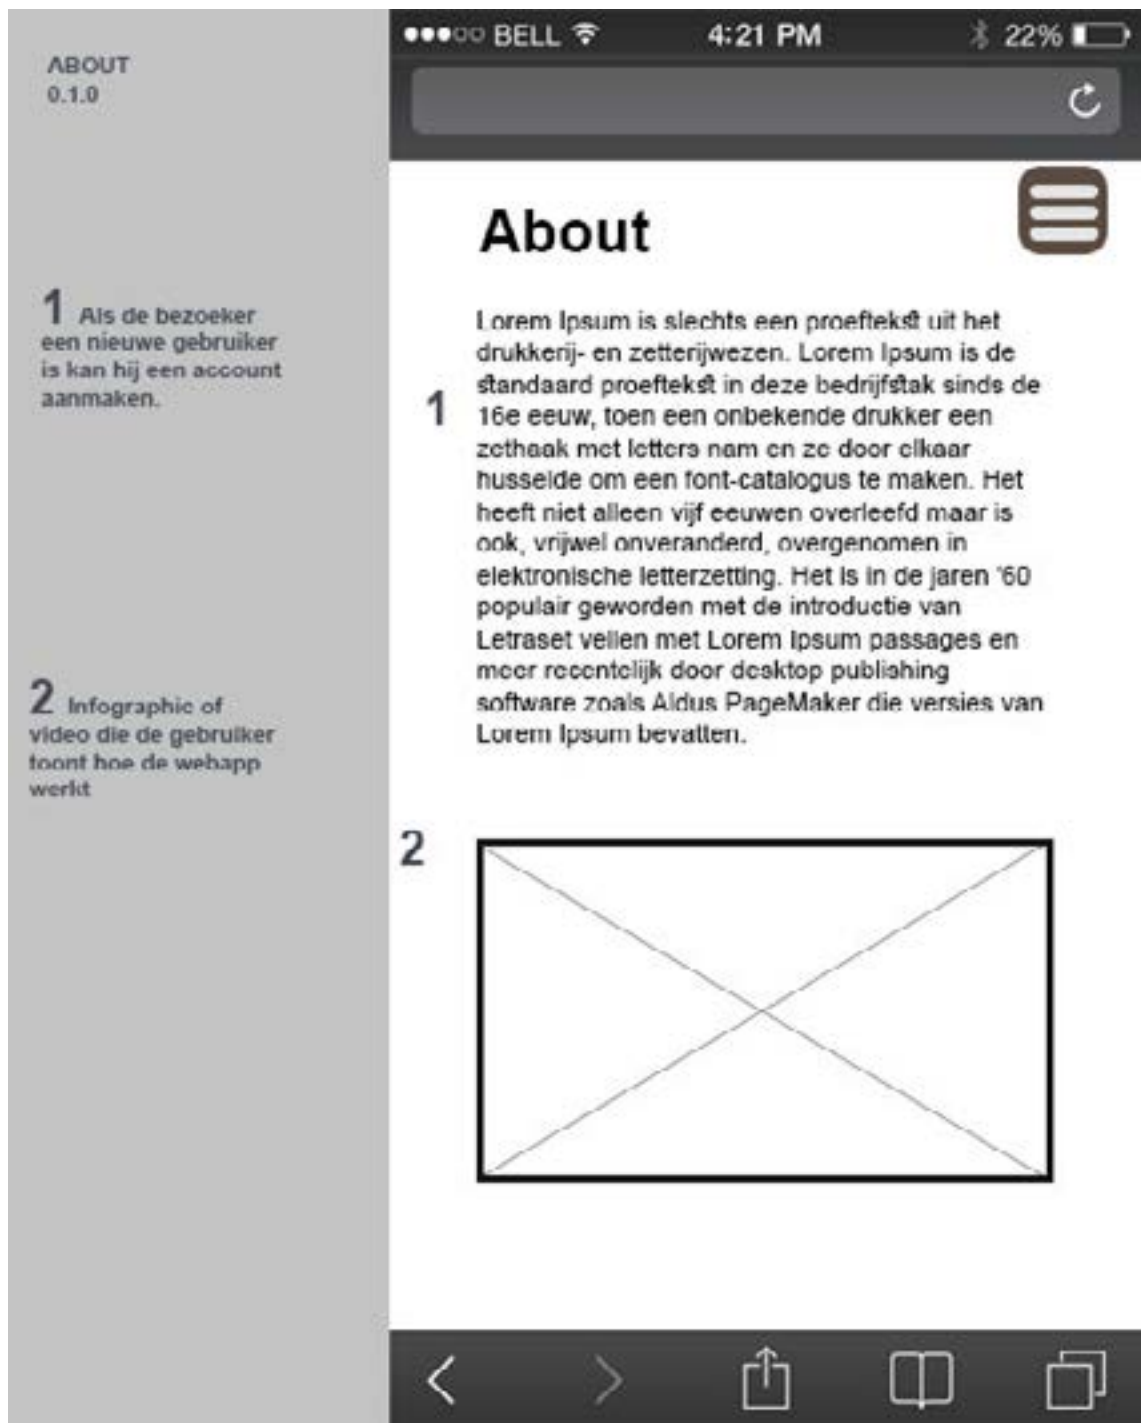 ABOUT
0.1.0
1 Als de bezoeker
een nieuwe gebruiker
is kan hij een account
aanmaken.
2 Infographic of
video die de gebruiker
toont hoe de webapp
werkt
BELL 4:21 PM 22%
About
1
Lorem Ipsum is slechts een proeftekst uit het
drukkerij- en zetterijwezen. Lorem Ipsum is de
standaard proeftekst in deze bedrijfstak sinds de
16e eeuw, toen een onbekende drukker een
zethaak met letters nam en ze door elkaar
husselde om een font-catalogus te maken. Het
heeft niet alleen vijf eeuwen overleefd maar is
ook, vrijwel onveranderd, overgenomen in
elektronische letterzetting. Het is in de jaren '60
populair geworden met de introductie van
Letraset vellen met Lorem Ipsum passages en
meer recentelijk door desktop publishing
software zoals Aldus PageMaker die versies van
Lorem Ipsum bevatten.
2